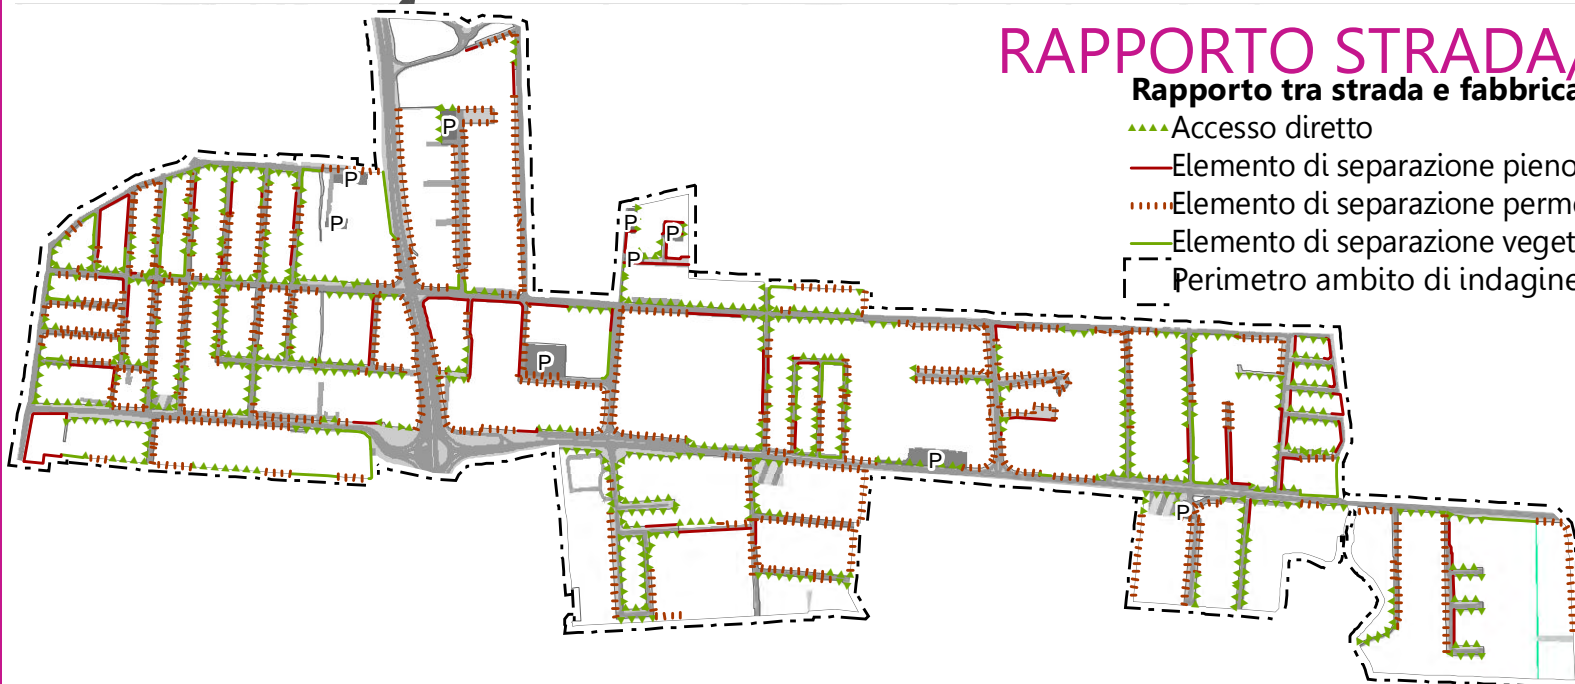 RAPPORTO STRADA/
Rapporto tra strada e fabbrica
Accesso diretto
Elemento di separazione pieno
Elemento di separazione perme
Elemento di separazione veget
Perimetro ambito di indagine
P
P
P
P
P
P
P
P
P